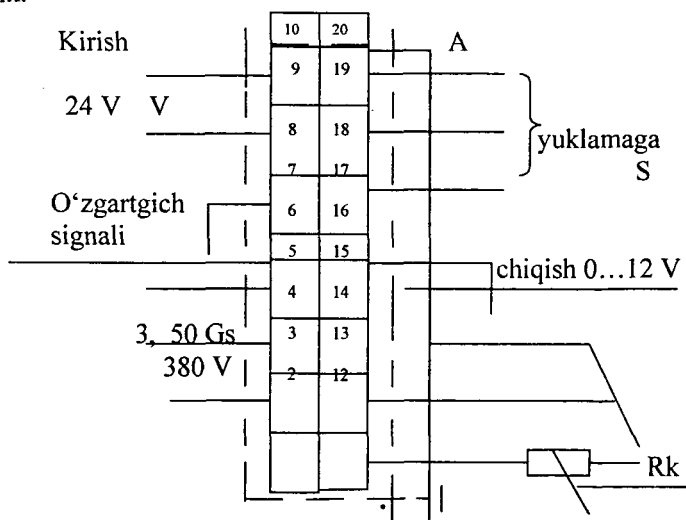 10 20
Kirish A
9 19
24 V V
8 18
yuklamaga
7 17
S
O‘zgartgich
6 16
signali
5 15
chiqish 0...12 V
4 14
3, 50 Gs 3 13
380 V 2 12
Rk